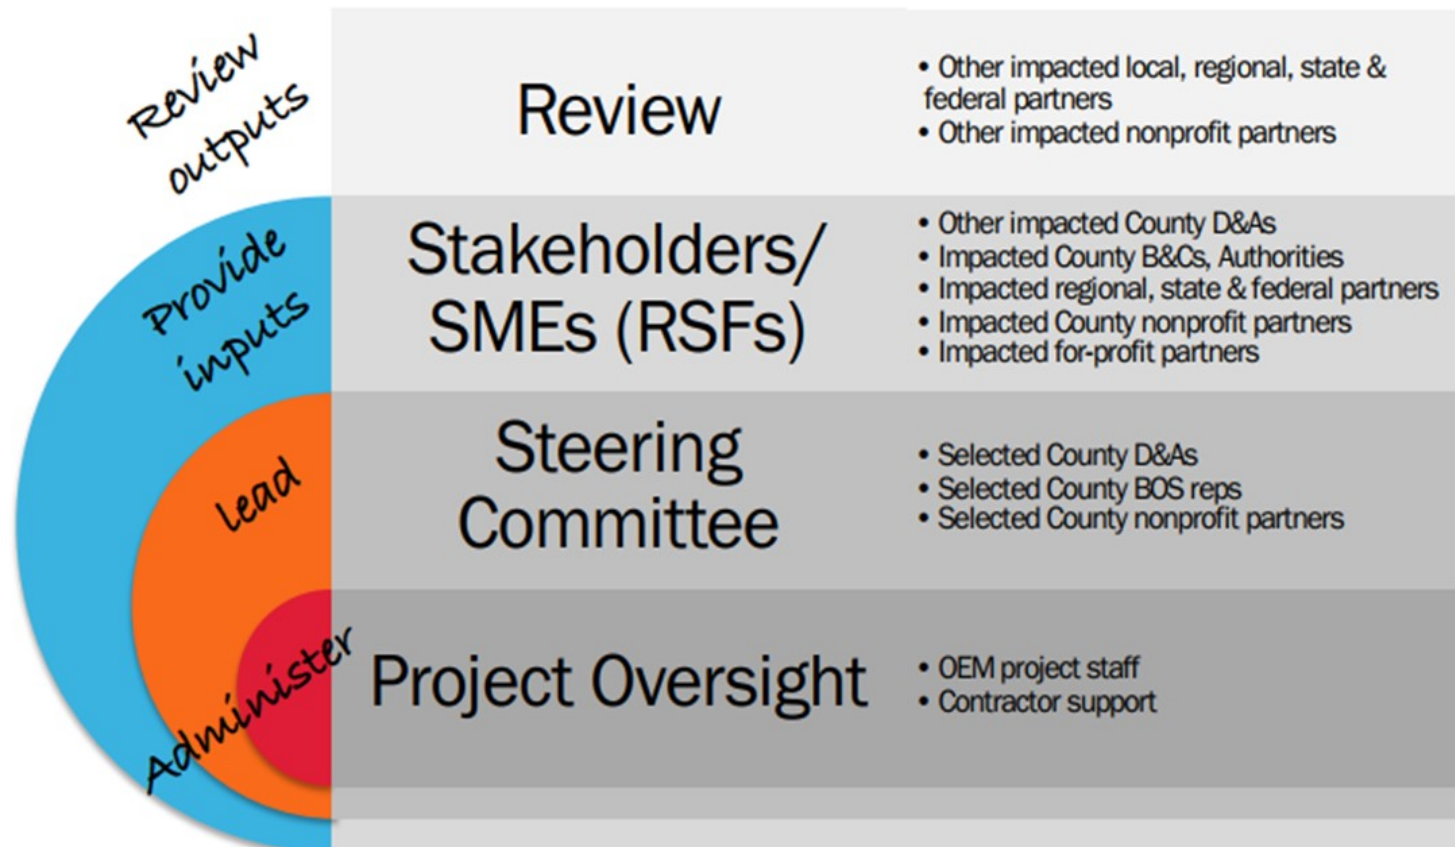 Review
outputs
Review
• Other impacted local, regional, state &
federal partners
• Other impacted nonprofit partners
Provide
inputs
Stakeholders/
SMEs (RSFs)
• Other impacted County D&As
• Impacted County B&Cs, Authorities
• Impacted regional, state & federal partners
• Impacted County nonprofit partners
• Impacted for-profit partners
Lead
Steering
Committee
• Selected County D&As
• Selected County BOS reps
• Selected County nonprofit partners
Administer
Project Oversight
• OEM project staff
• Contractor support